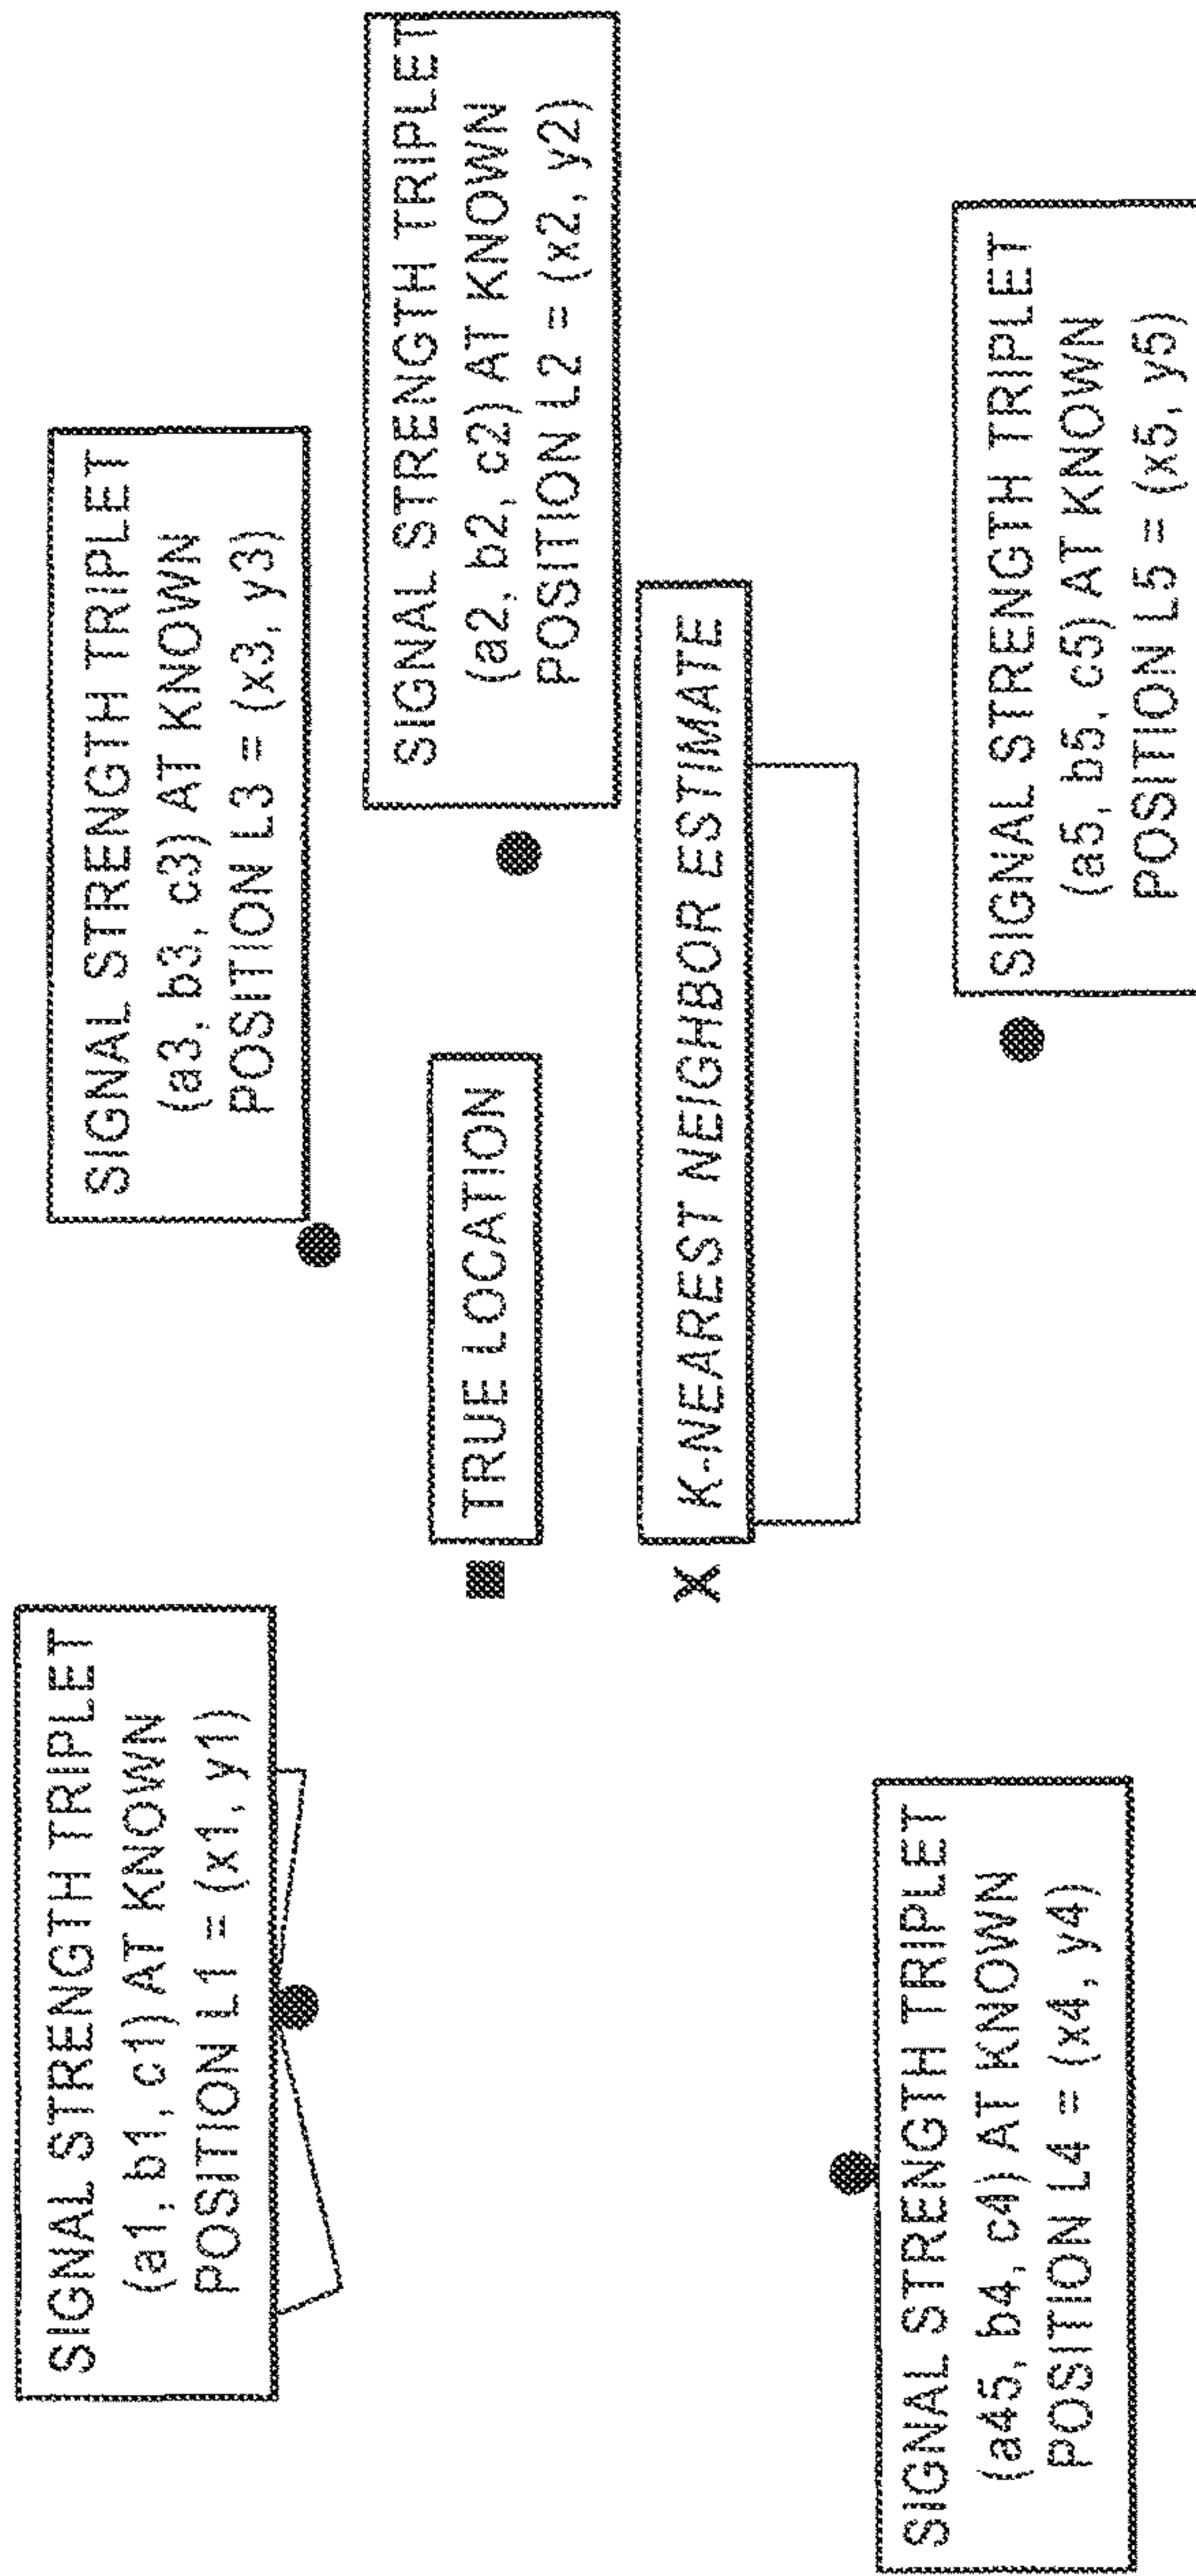 SIGNAL STRENGTH TRIPLET
(a1, b1, c1) AT KNOWN
POSITION L1 = (x1, y1)
SIGNAL STRENGTH TRIPLET
(a3, b3, c3) AT KNOWN
POSITION L3 = (x3, y3)
SIGNAL STRENGTH TRIPLET
(a2, b2, c2) AT KNOWN
POSITION L2 = (x2, y2)
TRUE LOCATION
X K-NEAREST NEIGHBOR ESTIMATE
SIGNAL STRENGTH TRIPLET
(a45, b4, c4) AT KNOWN
POSITION L4 = (x4, y4)
SIGNAL STRENGTH TRIPLET
(a5, b5, c5) AT KNOWN
POSITION L5 = (x5, y5)